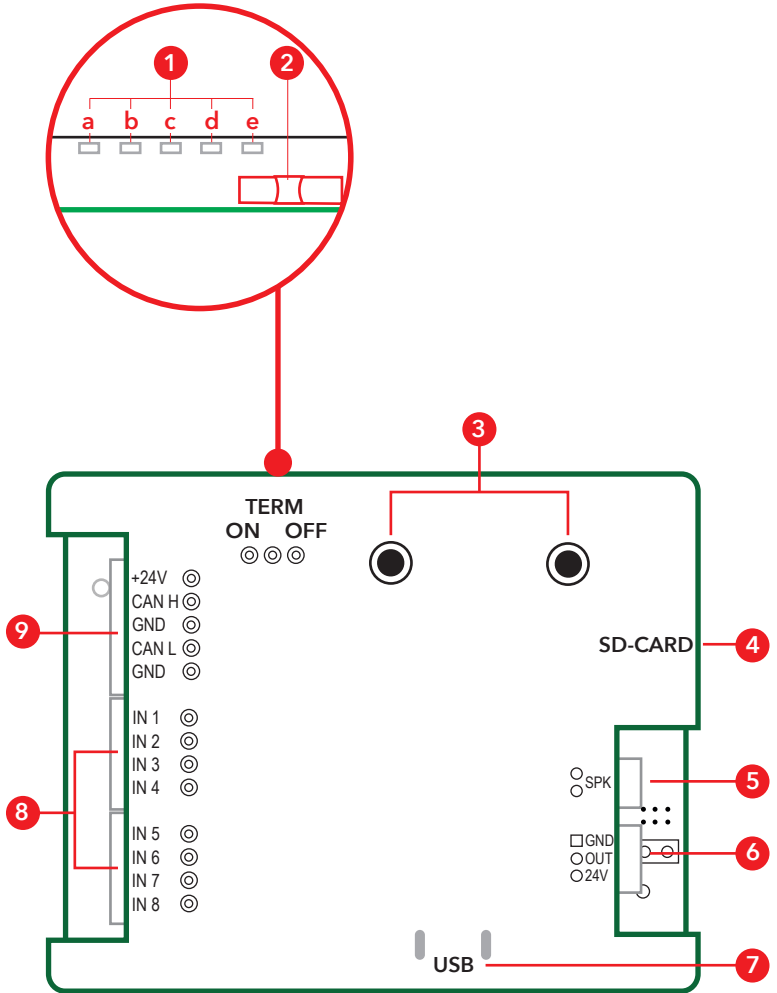 1
2
a b c d e
3
TERM
ON OFF
+24V
CAN H
GND
CAN L
GND
9
SD-CARD
4
IN 1
IN 2
IN 3
IN 4
8
IN 5
IN 6
IN 7
IN 8
SPK
5
GND
OUT
24V
6
USB
7